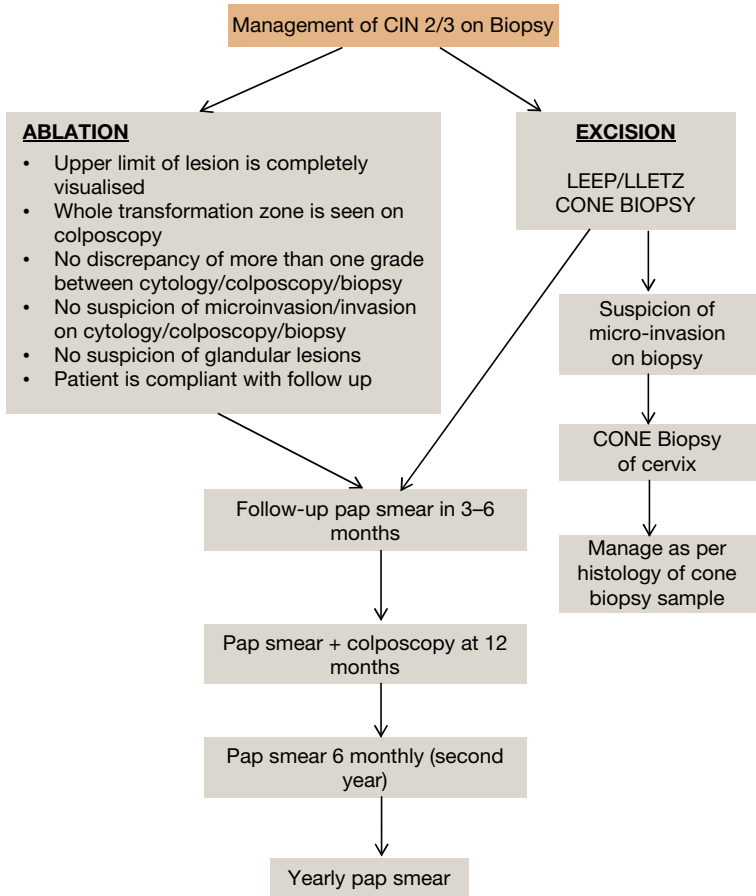 Management of CIN 2/3 on Biopsy
ABLATION
• Upper limit of lesion is completely
visualised
• Whole transformation zone is seen on
colposcopy
• No discrepancy of more than one grade
between cytology/colposcopy/biopsy
• No suspicion of microinvasion/invasion
on cytology/colposcopy/biopsy
• No suspicion of glandular lesions
• Patient is compliant with follow up
EXCISION
LEEP/LLETZ
CONE BIOPSY
Suspicion of
micro-invasion
on biopsy
CONE Biopsy
of cervix
Manage as per
histology of cone
biopsy sample
Follow-up pap smear in 3–6
months
Pap smear + colposcopy at 12
months
Pap smear 6 monthly (second
year)
Yearly pap smear